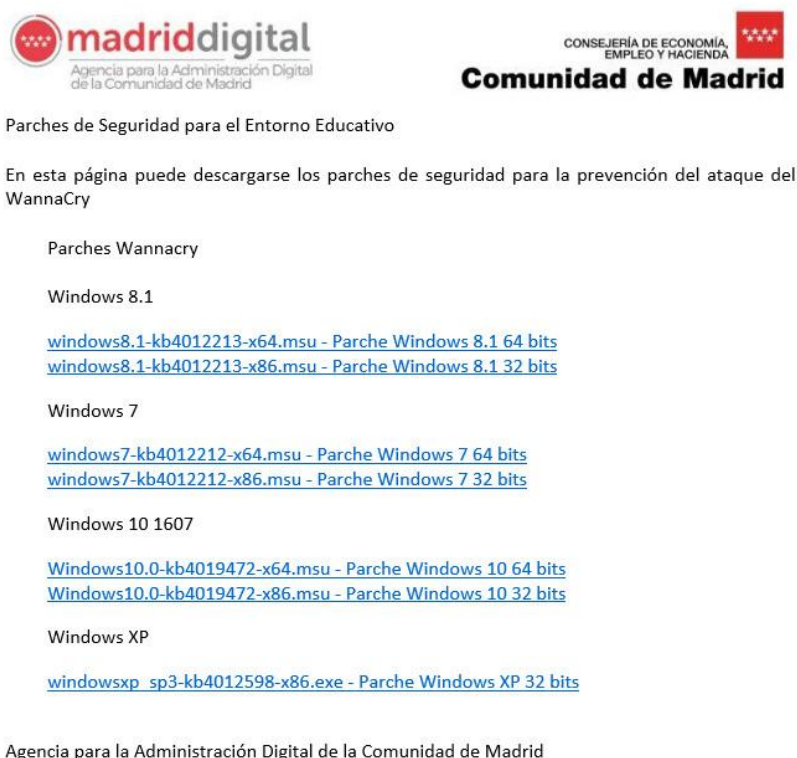 madriddigital
Agencia para la Administración Digital
de la Comunidad de Madrid
CONSEJERÍA DE ECONOMÍA,
EMPLEO Y HACIENDA
Comunidad de Madrid
Parches de Seguridad para el Entorno Educativo
En esta página puede descargarse los parches de seguridad para la prevención del ataque del
WannaCry
Parches Wannacry
Windows 8.1
windows8.1-kb4012213-x64.msu - Parche Windows 8.1 64 bits
windows8.1-kb4012213-x86.msu - Parche Windows 8.1 32 bits
Windows 7
windows7-kb4012212-x64.msu - Parche Windows 7 64 bits
windows7-kb4012212-x86.msu - Parche Windows 7 32 bits
Windows 10 1607
Windows10.0-kb4019472-x64.msu - Parche Windows 10 64 bits
Windows10.0-kb4019472-x86.msu - Parche Windows 10 32 bits
Windows XP
windowsxp_sp3-kb4012598-x86.exe - Parche Windows XP 32 bits
Agencia para la Administración Digital de la Comunidad de Madrid